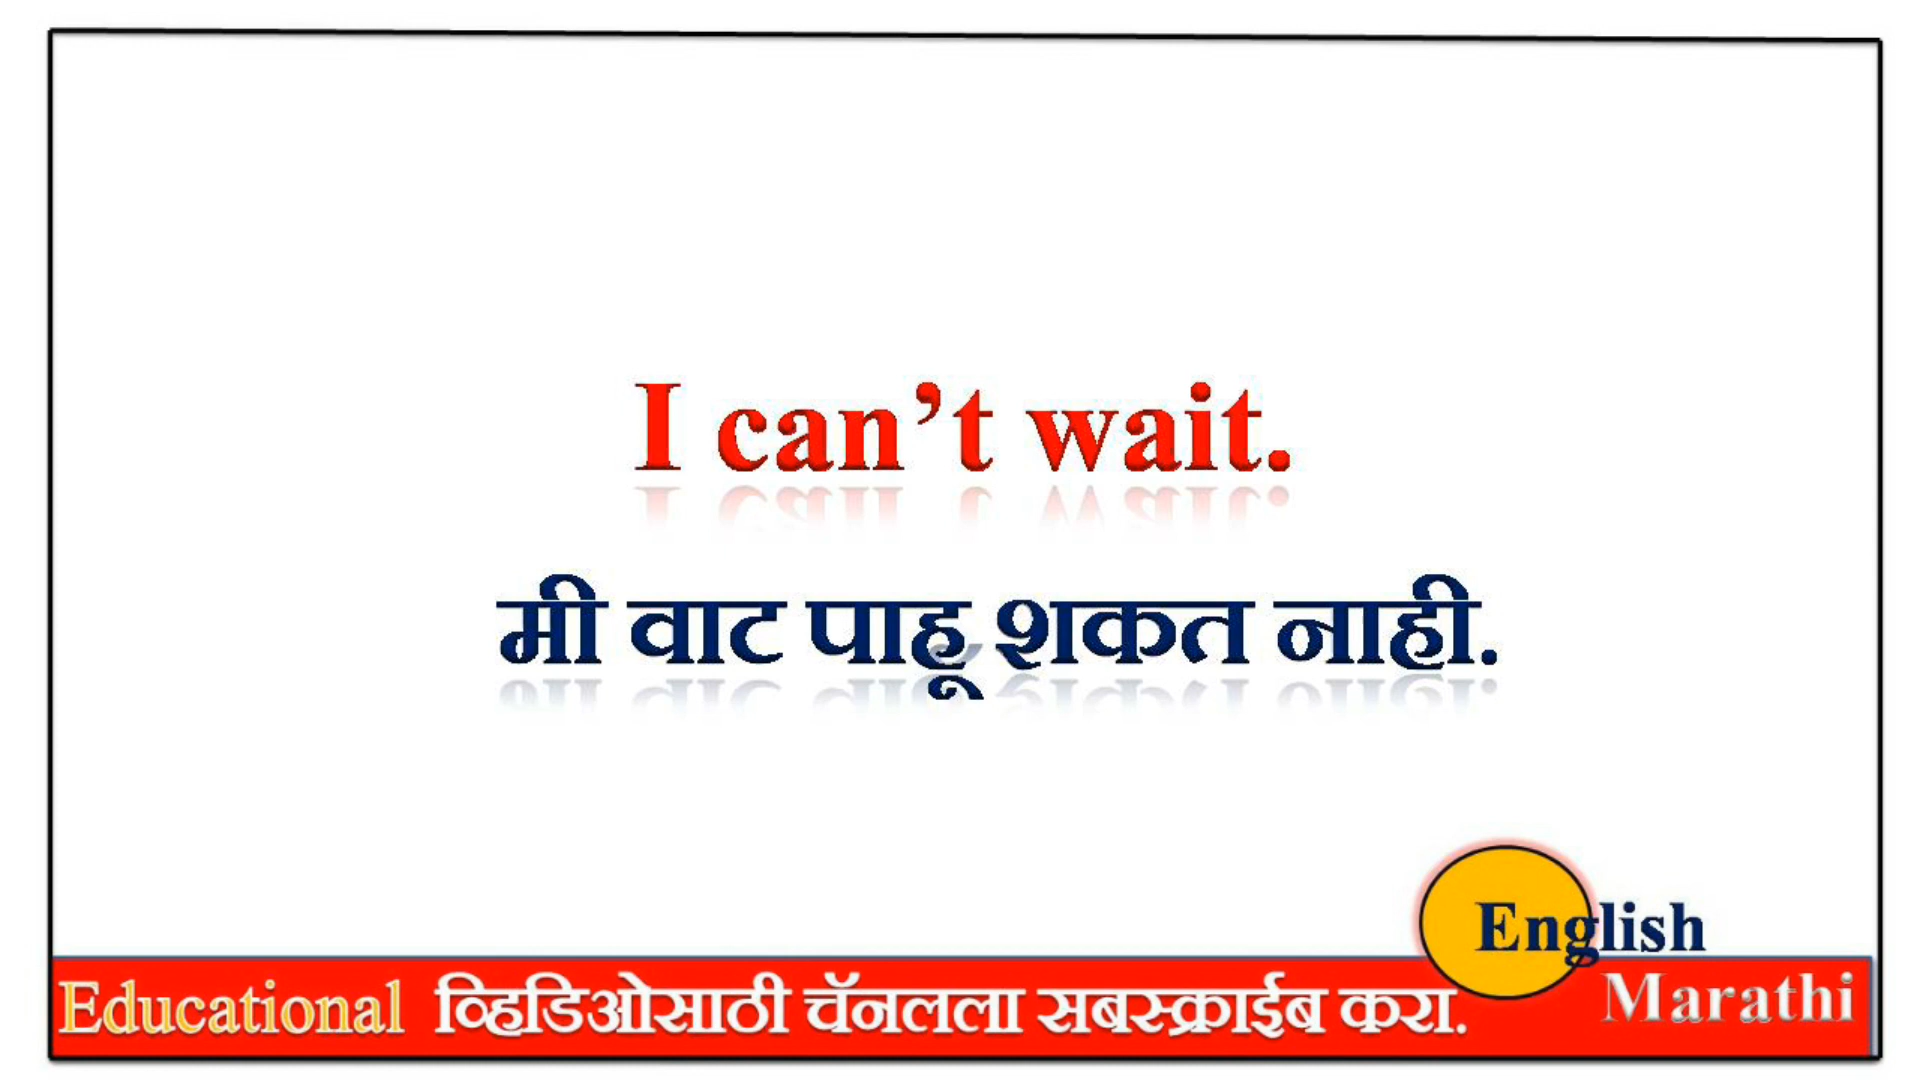 I can’t wait.
मी वाट पाहू शकत नाही.
English
Educational व्हिडिओसाठी चॅनलला सबस्क्राईब करा. Marathi